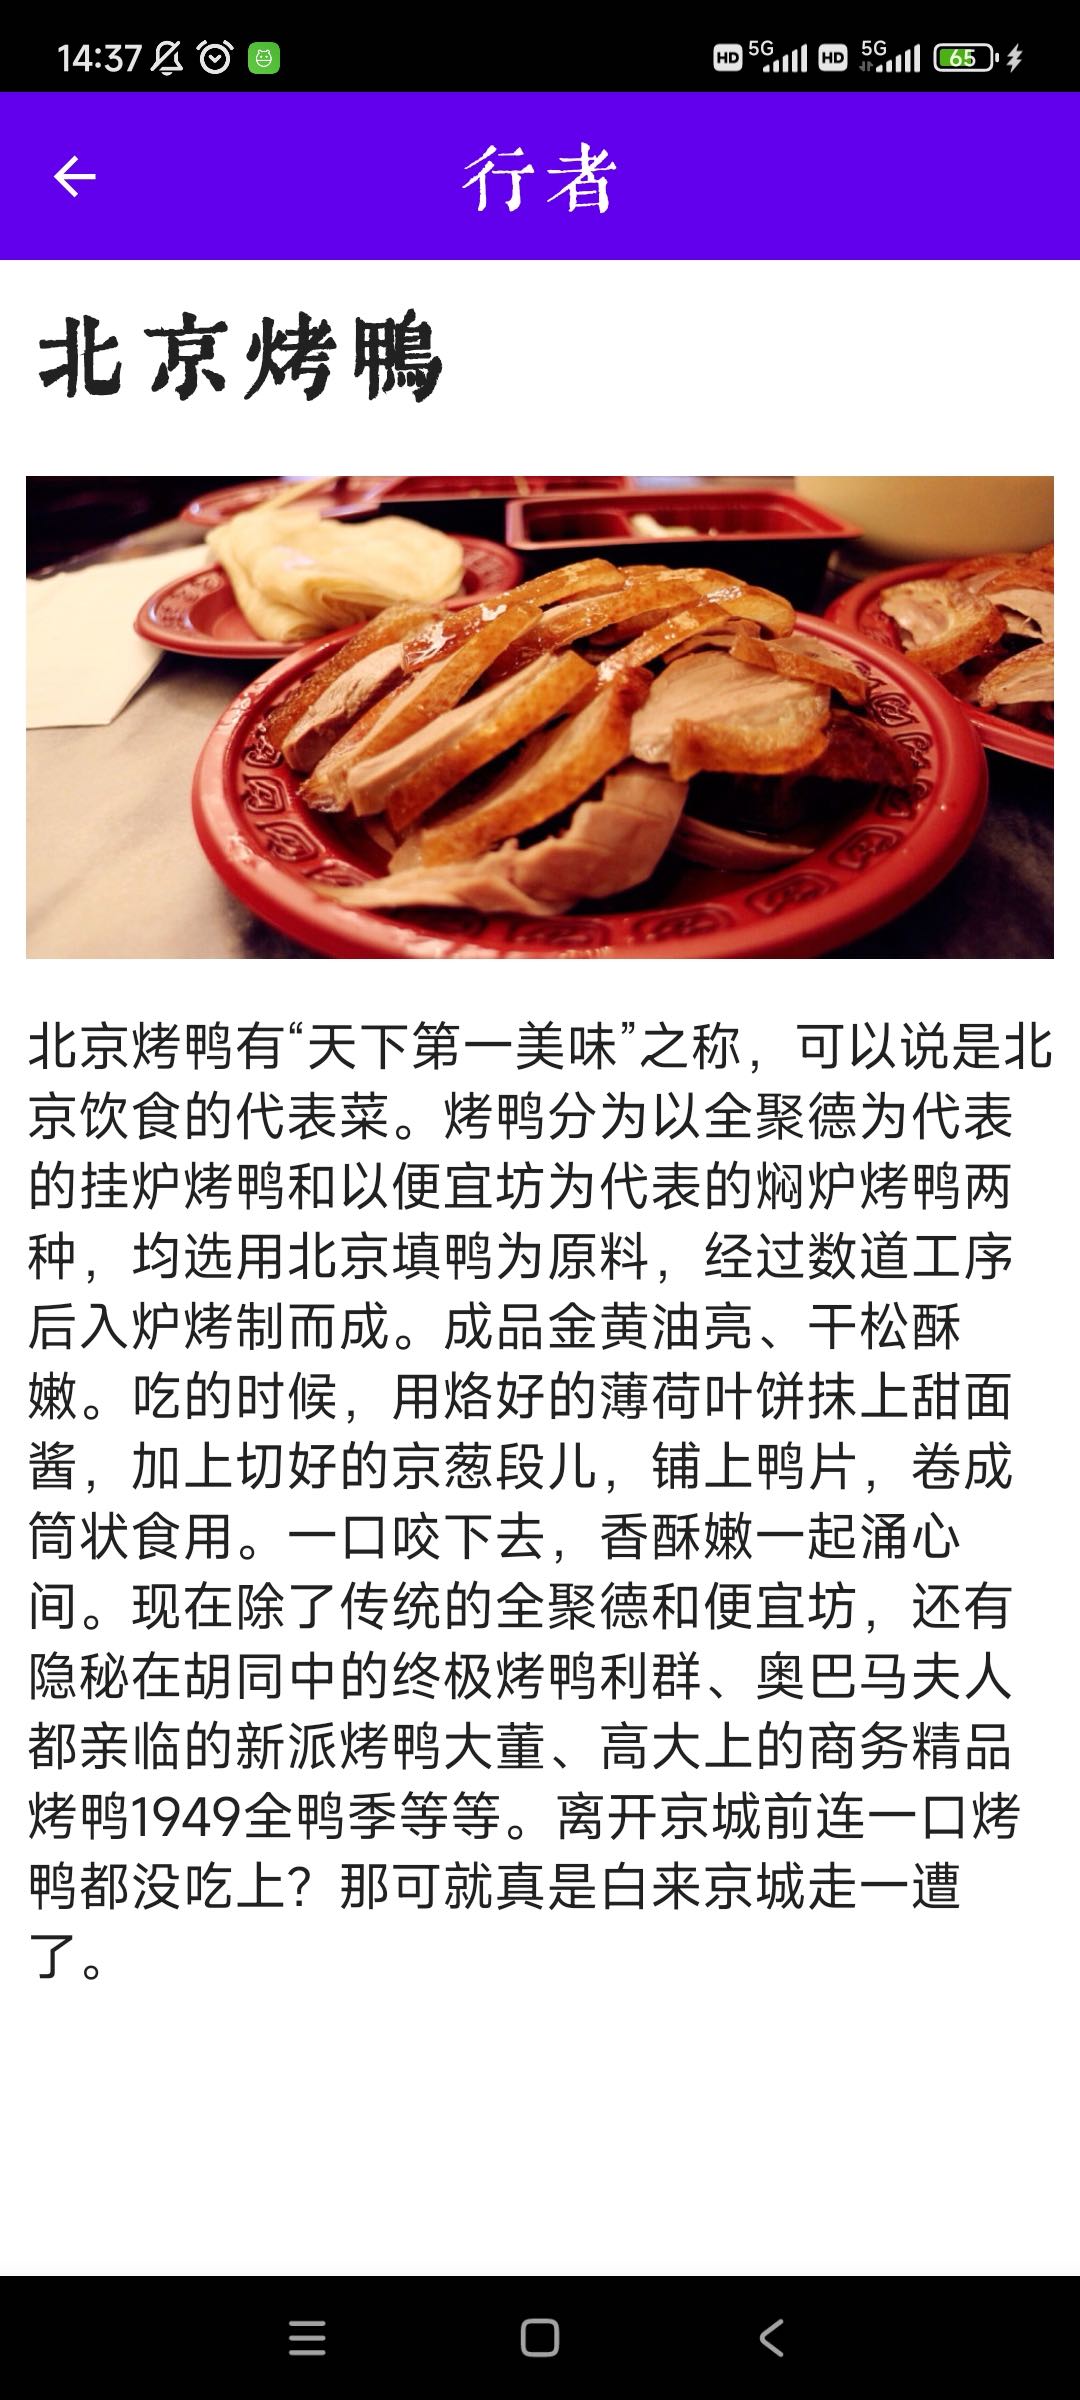 14:37 HD 5G HD 5G 65
行者
北京烤鴨
北京烤鸭有“天下第一美味”之称，可以说是北
京饮食的代表菜。烤鸭分为以全聚德为代表
的挂炉烤鸭和以便宜坊为代表的焖炉烤鸭两
种，均选用北京填鸭为原料，经过数道工序
后入炉烤制而成。成品金黄油亮、干松酥
嫩。吃的时候，用烙好的薄荷叶饼抹上甜面
酱，加上切好的京葱段儿，铺上鸭片，卷成
筒状食用。一口咬下去，香酥嫩一起涌心
间。现在除了传统的全聚德和便宜坊，还有
隐秘在胡同中的终极烤鸭利群、奥巴马夫人
都亲临的新派烤鸭大董、高大上的商务精品
烤鸭1949全鸭季等等。离开京城前连一口烤
鸭都没吃上？那可就真是白来京城走一遭
了。